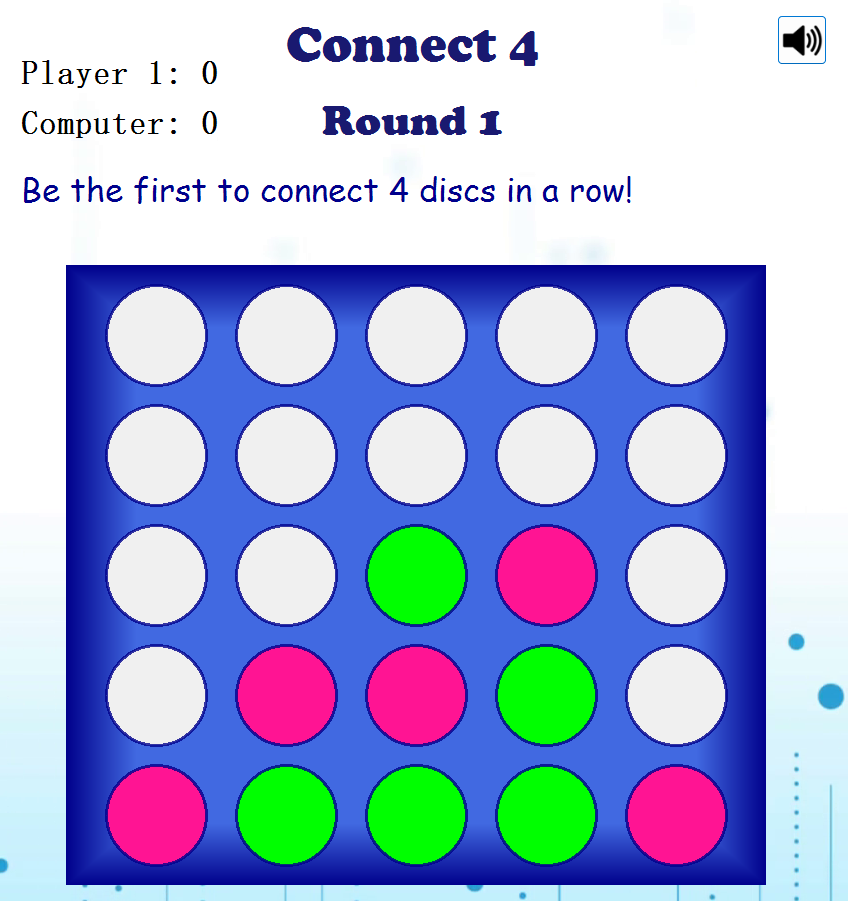 Connect 4
Player 1: 0
Computer: 0
Round 1
Be the first to connect 4 discs in a row!